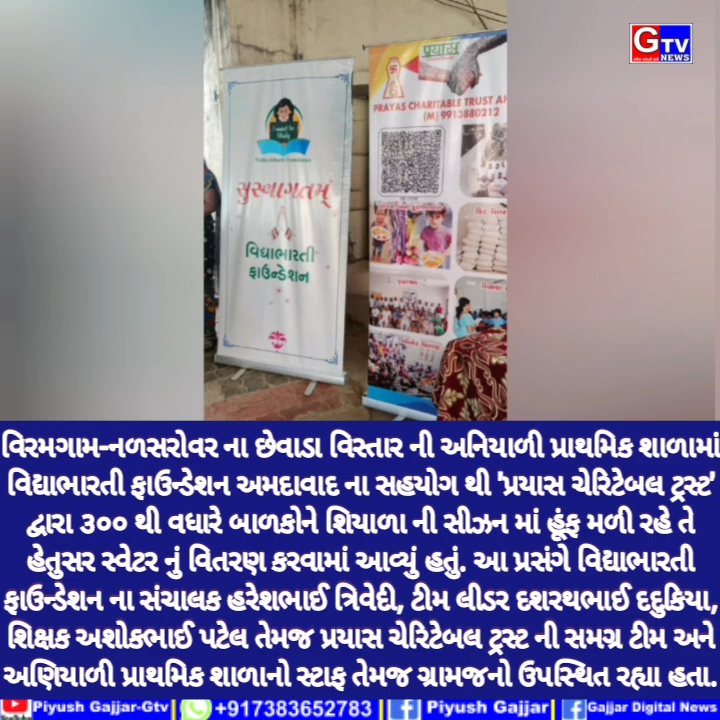 GTV
NEWS
I want to
Study
સુસ્વાગતમ્
વિદ્યાભારતી
ફાઉન્ડેશન
પ્રયાસ
PRAYAS CHARITABLE TRUST AH
(M) 9913880212
વિરમગામ-નળસરોવર ના છેવાડા વિસ્તાર ની અનિયાળી પ્રાથમિક શાળામાં
વિદ્યાભારતી ફાઉન્ડેશન અમદાવાદ ના સહયોગ થી 'પ્રયાસ ચેરિટેબલ ટ્રસ્ટ'
દ્વારા ૩૦૦ થી વધારે બાળકોને શિયાળા ની સીઝન માં હૂંફ મળી રહે તે
હેતુસર સ્વેટર નું વિતરણ કરવામાં આવ્યું હતું. આ પ્રસંગે વિદ્યાભારતી
ફાઉન્ડેશન ના સંચાલક હરેશભાઈ ત્રિવેદી, ટીમ લીડર દશરથભાઈ દદુકિયા,
શિક્ષક અશોકભાઈ પટેલ તેમજ પ્રયાસ ચેરિટેબલ ટ્રસ્ટ ની સમગ્ર ટીમ અને
અણિયાળી પ્રાથમિક શાળાનો સ્ટાફ તેમજ ગ્રામજનો ઉપસ્થિત રહ્યા હતા.
Piyush Gajjar-Gtv +917383652783 Piyush Gajjar Gajjar Digital News